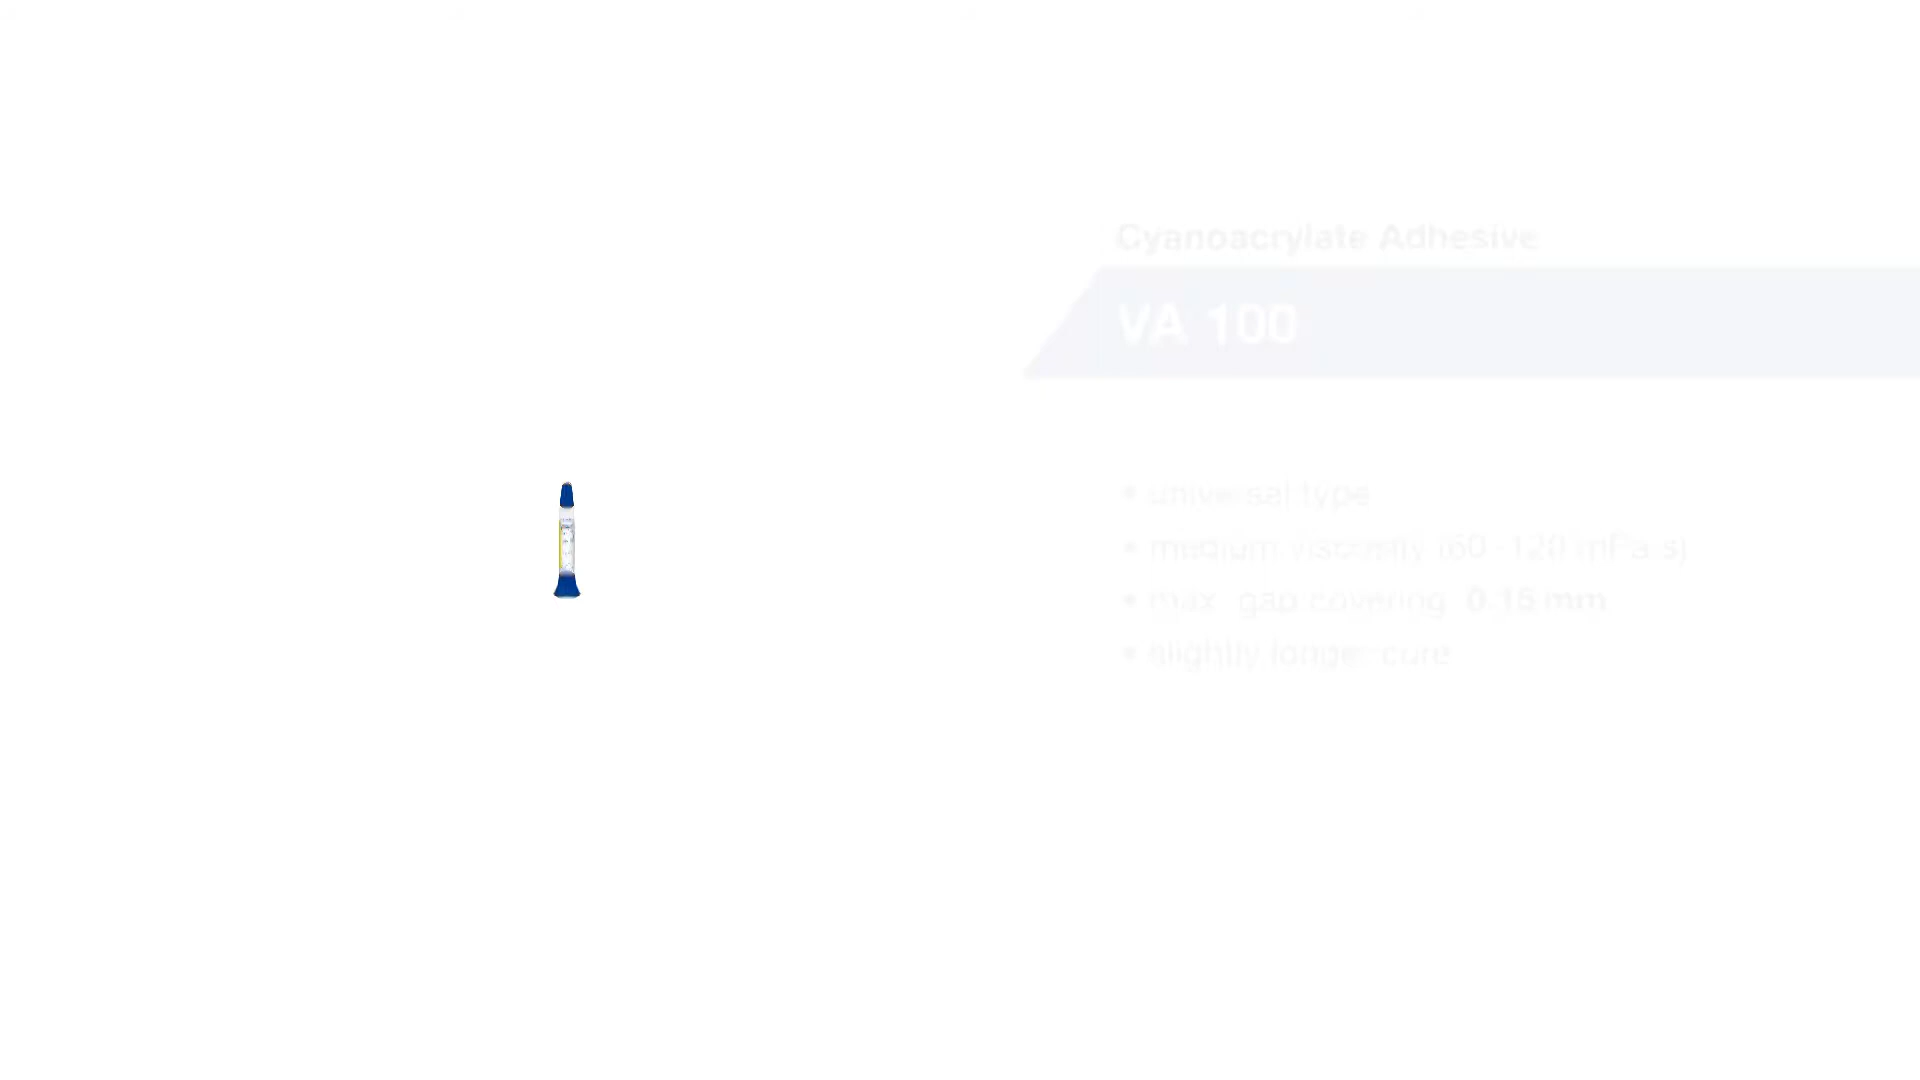 Cyanoacrylate Adhesive
VA 100
• universal type
• medium viscosity (60 -120 mPa·s)
• max. gap covering 0.15 mm
• slightly longer cure